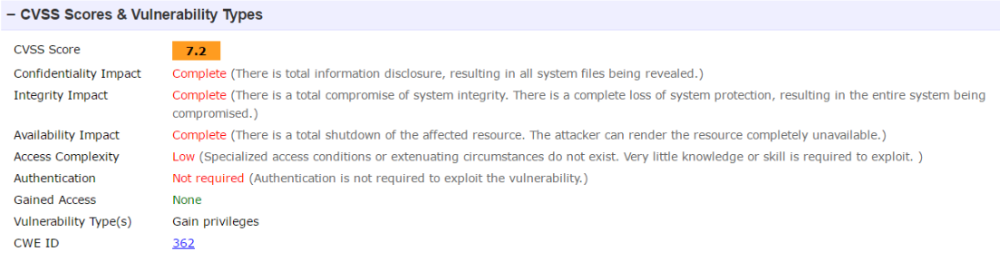 − CVSS Scores & Vulnerability Types
CVSS Score 7.2
Confidentiality Impact Complete (There is total information disclosure, resulting in all system files being revealed.)
Integrity Impact Complete (There is a total compromise of system integrity. There is a complete loss of system protection, resulting in the entire system being
compromised.)
Availability Impact Complete (There is a total shutdown of the affected resource. The attacker can render the resource completely unavailable.)
Access Complexity Low (Specialized access conditions or extenuating circumstances do not exist. Very little knowledge or skill is required to exploit. )
Authentication Not required (Authentication is not required to exploit the vulnerability.)
Gained Access None
Vulnerability Type(s) Gain privileges
CWE ID 362